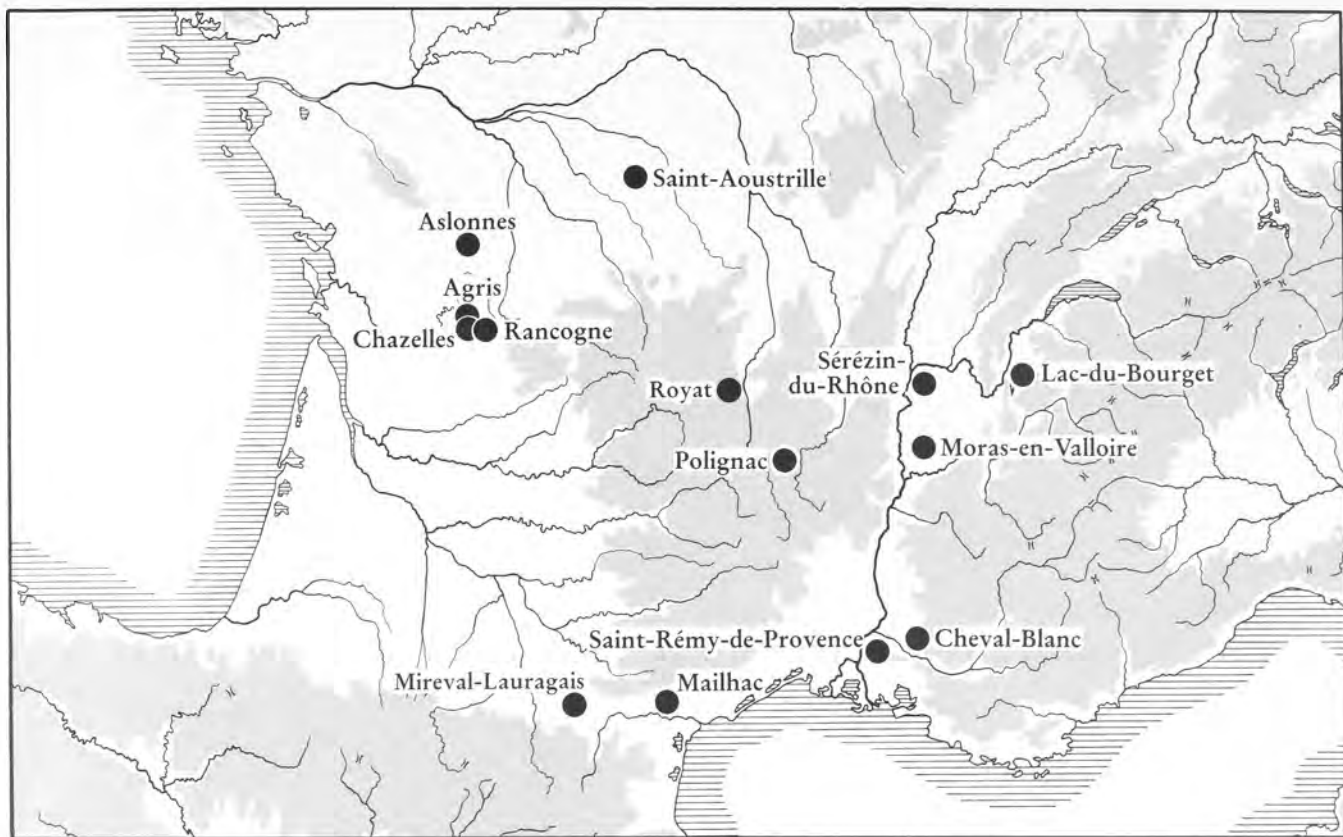 Saint-Aoustrille
Aslonnes
Agris
Chazelles
Rancogne
Sérézin-
du-Rhône
Lac-du-Bourget
Royat
Moras-en-Valloire
Polignac
Saint-Rémy-de-Provence
Cheval-Blanc
Mireval-Lauragais
Mailhac